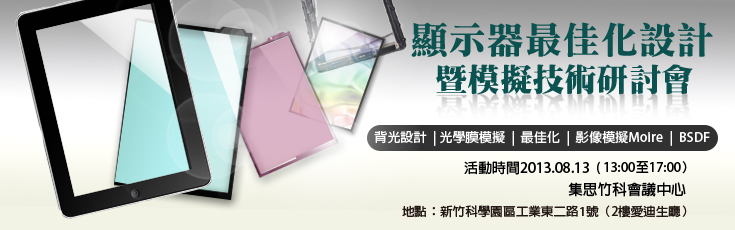 顯示器最佳化設計
暨模擬技術研討會
背光設計 | 光學膜模擬 | 最佳化 | 影像模擬Moire | BSDF
活動時間2013.08.13（13:00至17:00）
集思竹科會議中心
地點：新竹科學園區工業東二路1號（2樓愛迪生廳）